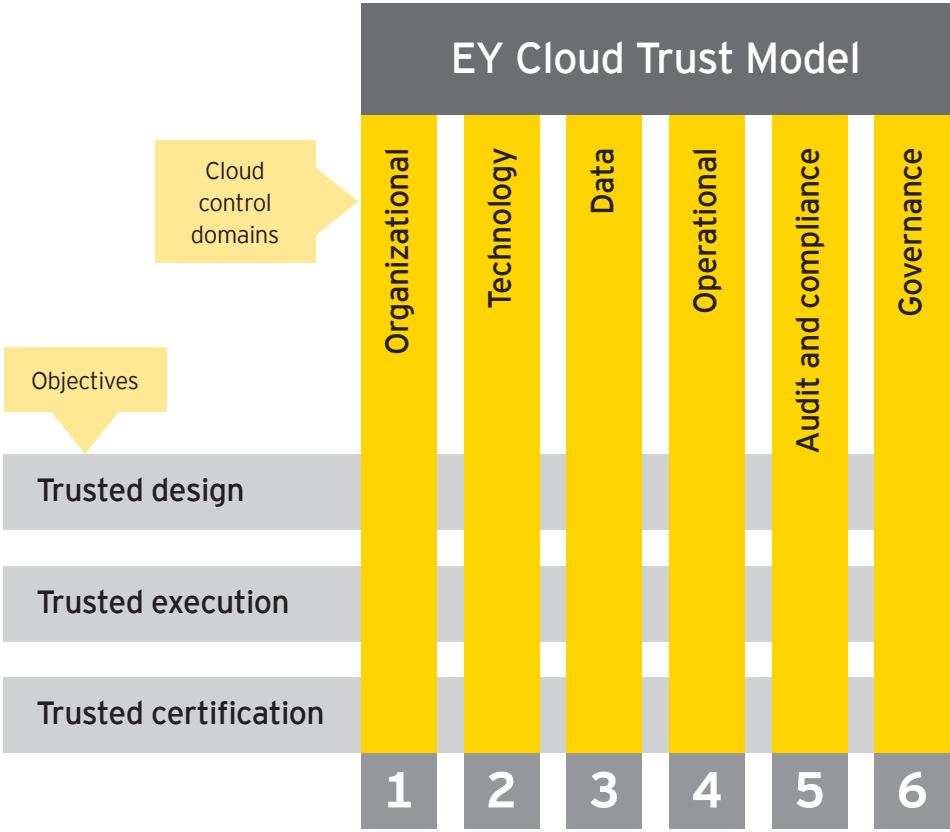 EY Cloud Trust Model
Cloud
control
domains
Organizational
Technology
Data
Operational
Audit and compliance
Governance
Objectives
Trusted design
Trusted execution
Trusted certification
1
2
3
4
5
6